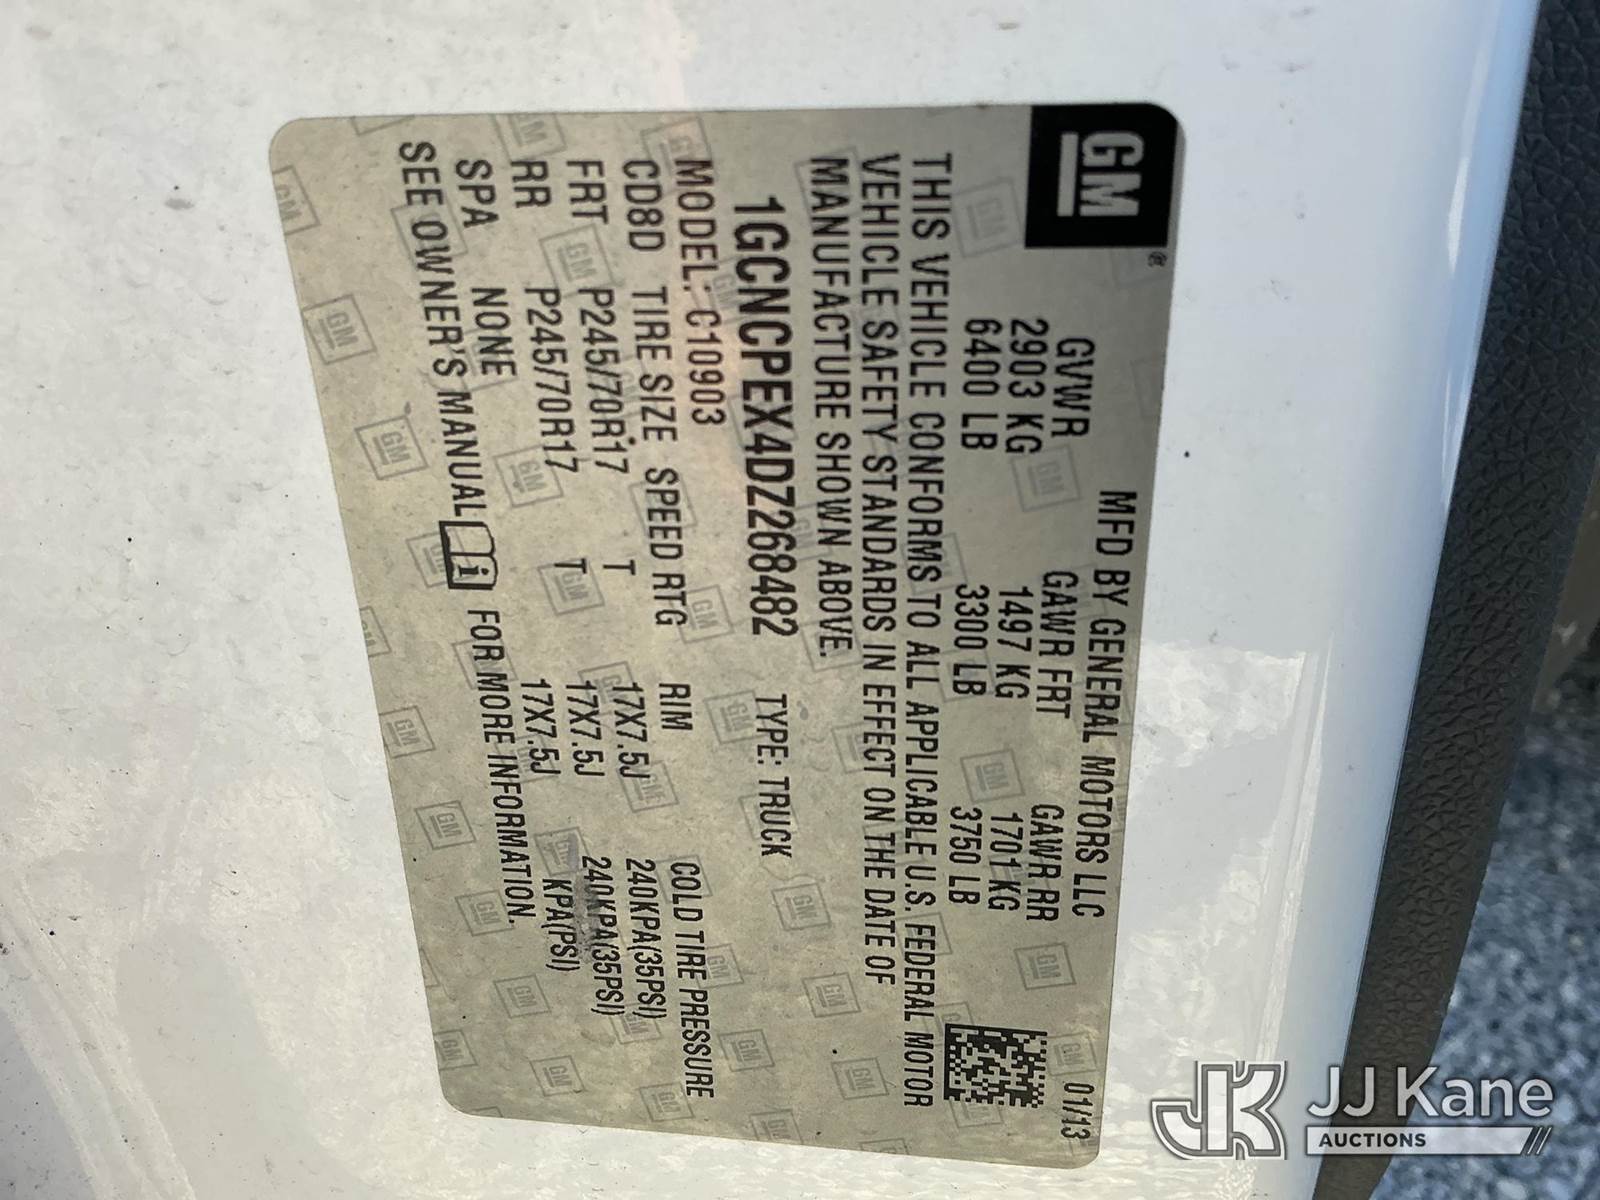 GM®
MFD BY GENERAL MOTORS LLC 01/13
GVWR GAWR FRT GAWR RR
2903 KG 1497 KG 1701 KG
6400 LB 3300 LB 3750 LB
THIS VEHICLE CONFORMS TO ALL APPLICABLE U.S. FEDERAL MOTOR
VEHICLE SAFETY STANDARDS IN EFFECT ON THE DATE OF
MANUFACTURE SHOWN ABOVE.
1GCNCPEX4DZ268482 TYPE: TRUCK
MODEL: C10903
CD8D TIRE SIZE SPEED RTG RIM COLD TIRE PRESSURE
FRT P245/70R17 T 17X7.5J 240KPA(35PSI)
RR P245/70R17 T 17X7.5J 240KPA(35PSI)
SPA NONE 17X7.5J KPA(PSI)
SEE OWNER'S MANUAL i FOR MORE INFORMATION.
JK JJ Kane
AUCTIONS